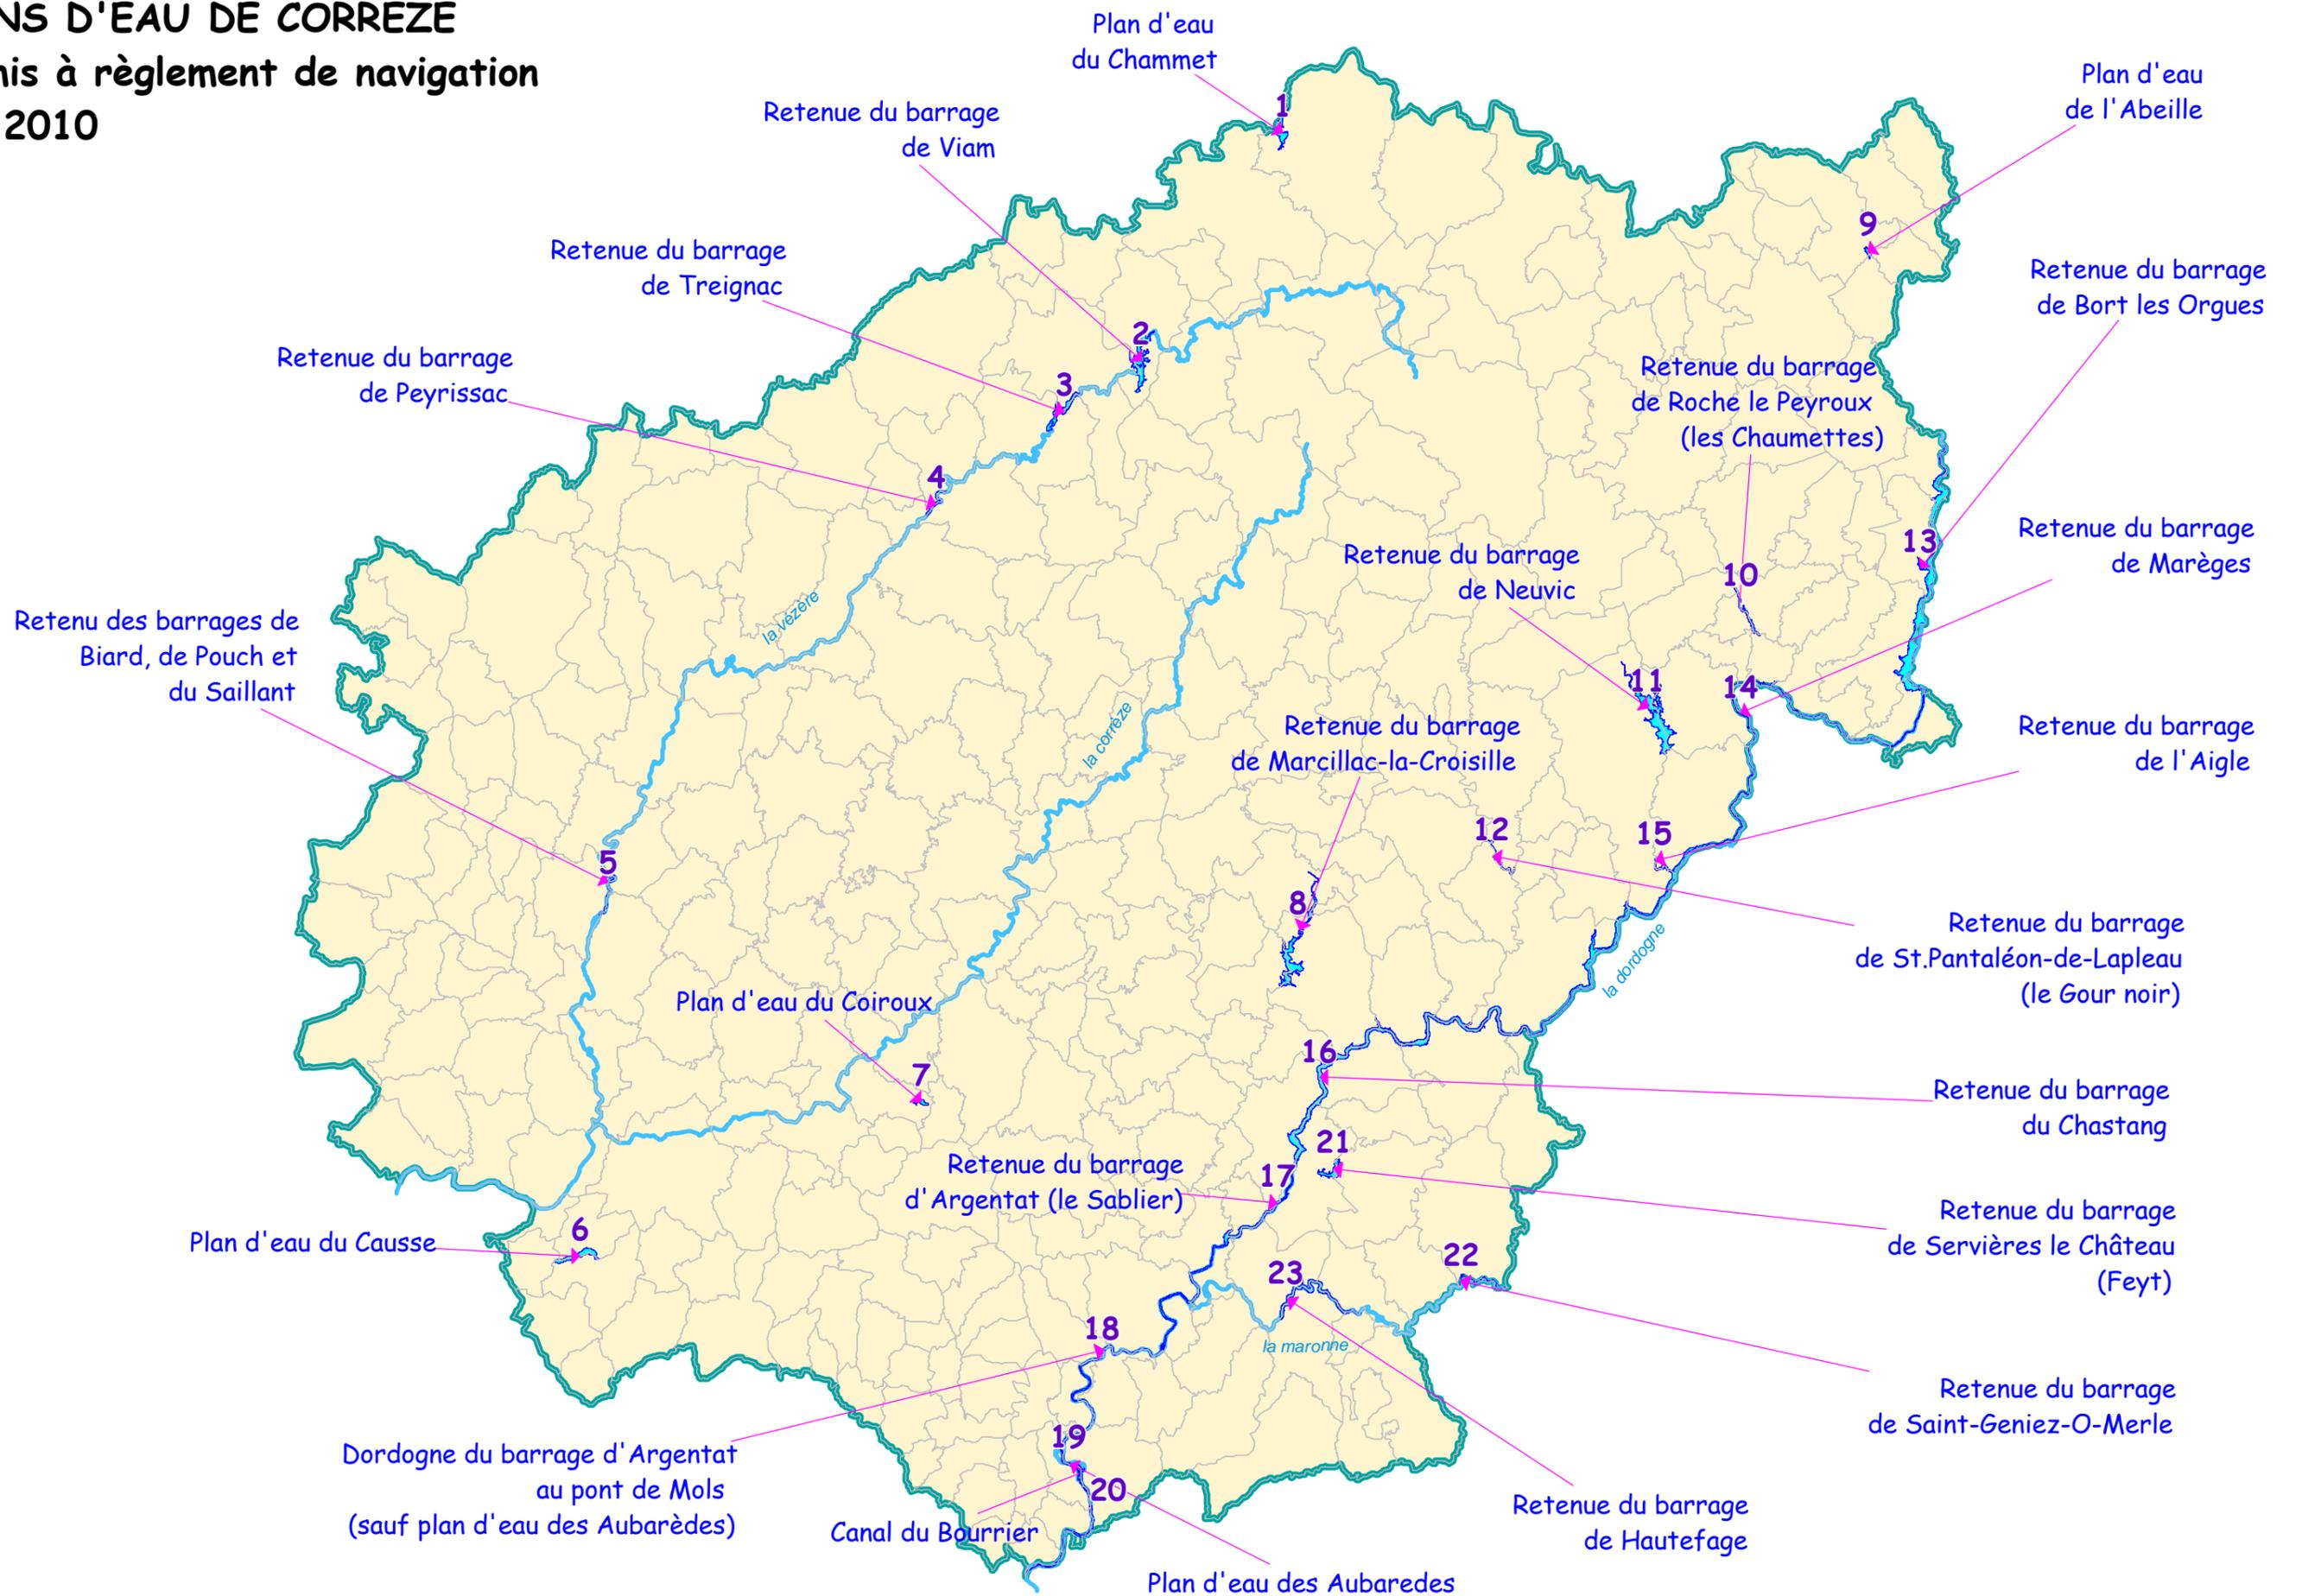 NS D'EAU DE CORREZE
nis à règlement de navigation
2010
Plan d'eau
du Chammet
Plan d'eau
de l'Abeille
Retenue du barrage
de Viam
1
9
Retenue du barrage
de Treignac
Retenue du barrage
de Bort les Orgues
2
Retenue du barrage
de Peyrissac
3
Retenue du barrage
de Roche le Peyroux
(les Chaumettes)
4
Retenue du barrage
de Marèges
13
Retenue du barrage
de Neuvic
10
la vézère
Retenu des barrages de
Biard, de Pouch et
du Saillant
11
14
la corrèze
Retenue du barrage
de Marcillac-la-Croisille
Retenue du barrage
de l'Aigle
12
15
5
8
Retenue du barrage
de St.Pantaléon-de-Lapleau
(le Gour noir)
la dordogne
Plan d'eau du Coiroux
16
7
Retenue du barrage
du Chastang
21
Retenue du barrage
d'Argentat (le Sablier)
17
Retenue du barrage
de Servières le Château
(Feyt)
6
Plan d'eau du Causse
22
23
18
la maronne
Retenue du barrage
de Saint-Geniez-O-Merle
19
Dordogne du barrage d'Argentat
au pont de Mols
(sauf plan d'eau des Aubarèdes)
20
Canal du Bourrier
Retenue du barrage
de Hautefage
Plan d'eau des Aubaredes